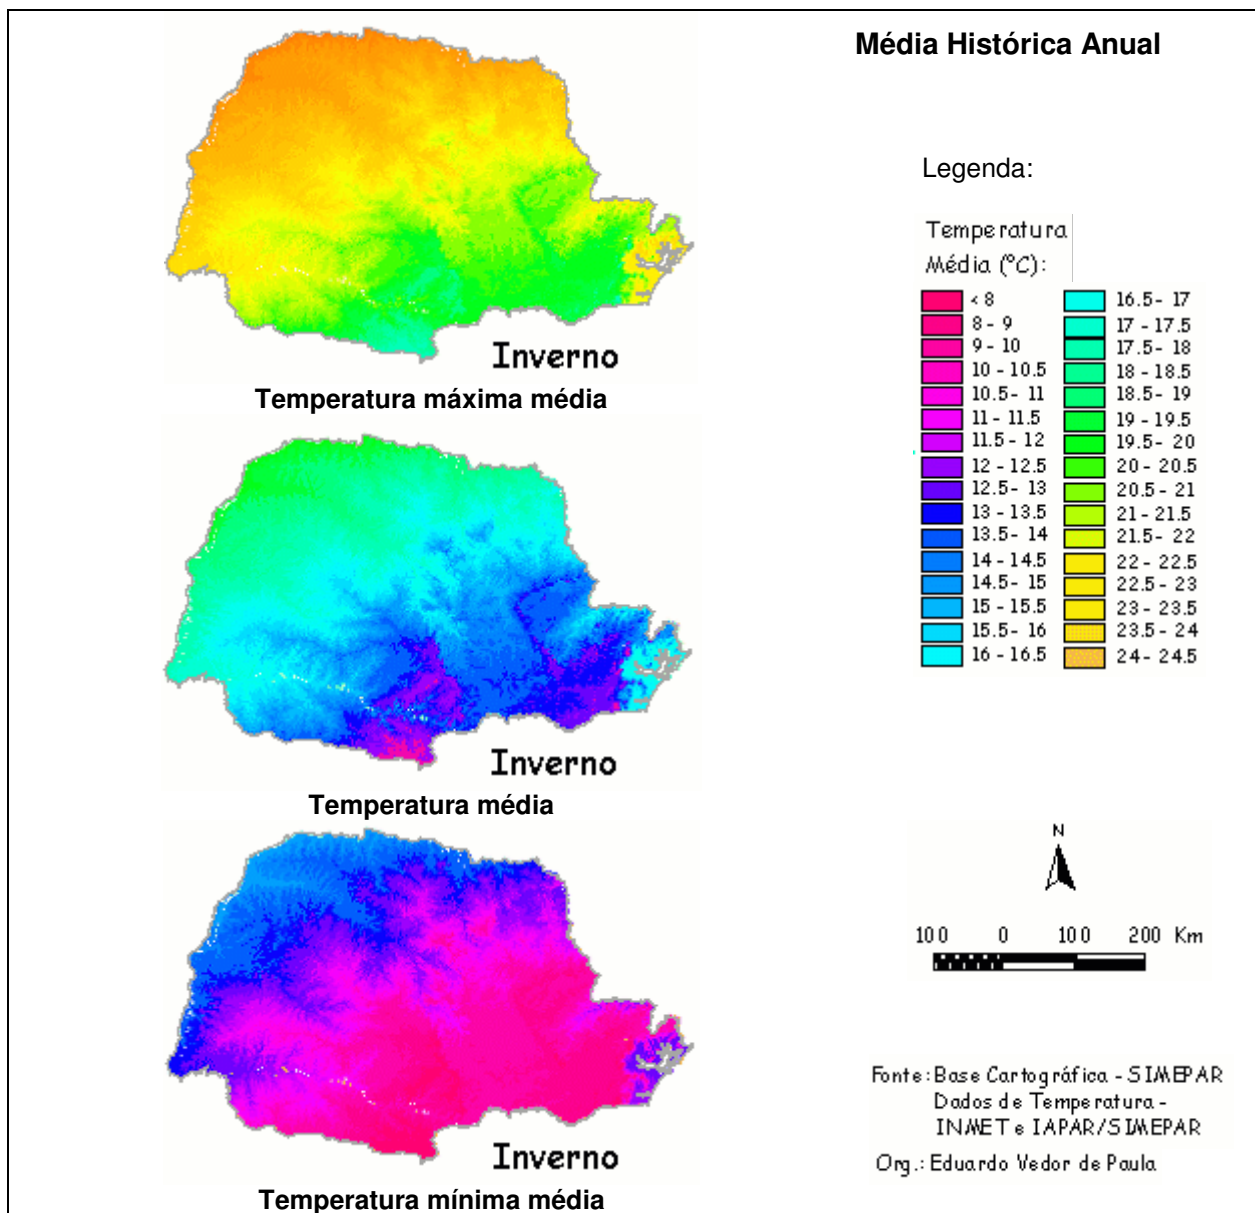 Média Histórica Anual
Inverno
Temperatura máxima média
Inverno
Temperatura média
Inverno
Temperatura mínima média
Legenda:
Temperatura
Média (°C):
< 8
8 - 9
9 - 10
10 - 10.5
10.5 - 11
11 - 11.5
11.5 - 12
12 - 12.5
12.5 - 13
13 - 13.5
13.5 - 14
14 - 14.5
14.5 - 15
15 - 15.5
15.5 - 16
16 - 16.5
16.5 - 17
17 - 17.5
17.5 - 18
18 - 18.5
18.5 - 19
19 - 19.5
19.5 - 20
20 - 20.5
20.5 - 21
21 - 21.5
21.5 - 22
22 - 22.5
22.5 - 23
23 - 23.5
23.5 - 24
24 - 24.5
N
100 0 100 200 Km
Fonte: Base Cartográfica - SIMEPAR
Dados de Temperatura -
INMET e IAPAR/SIMEPAR
Org.: Eduardo Vedor de Paula